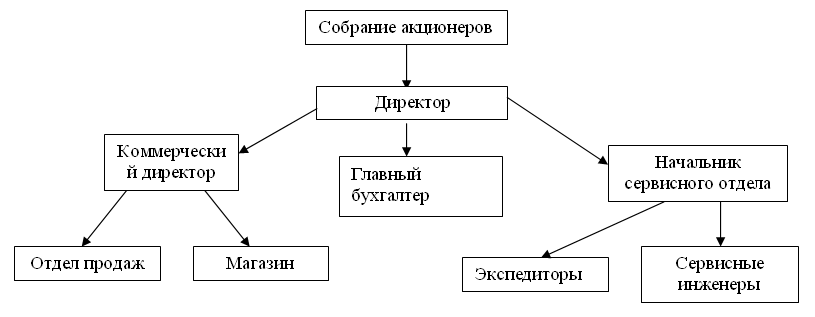 Собрание акционеров
Директор
Коммерчески
й директор
Главный
бухгалтер
Начальник
сервисного отдела
Отдел продаж
Магазин
Экспедиторы
Сервисные
инженеры